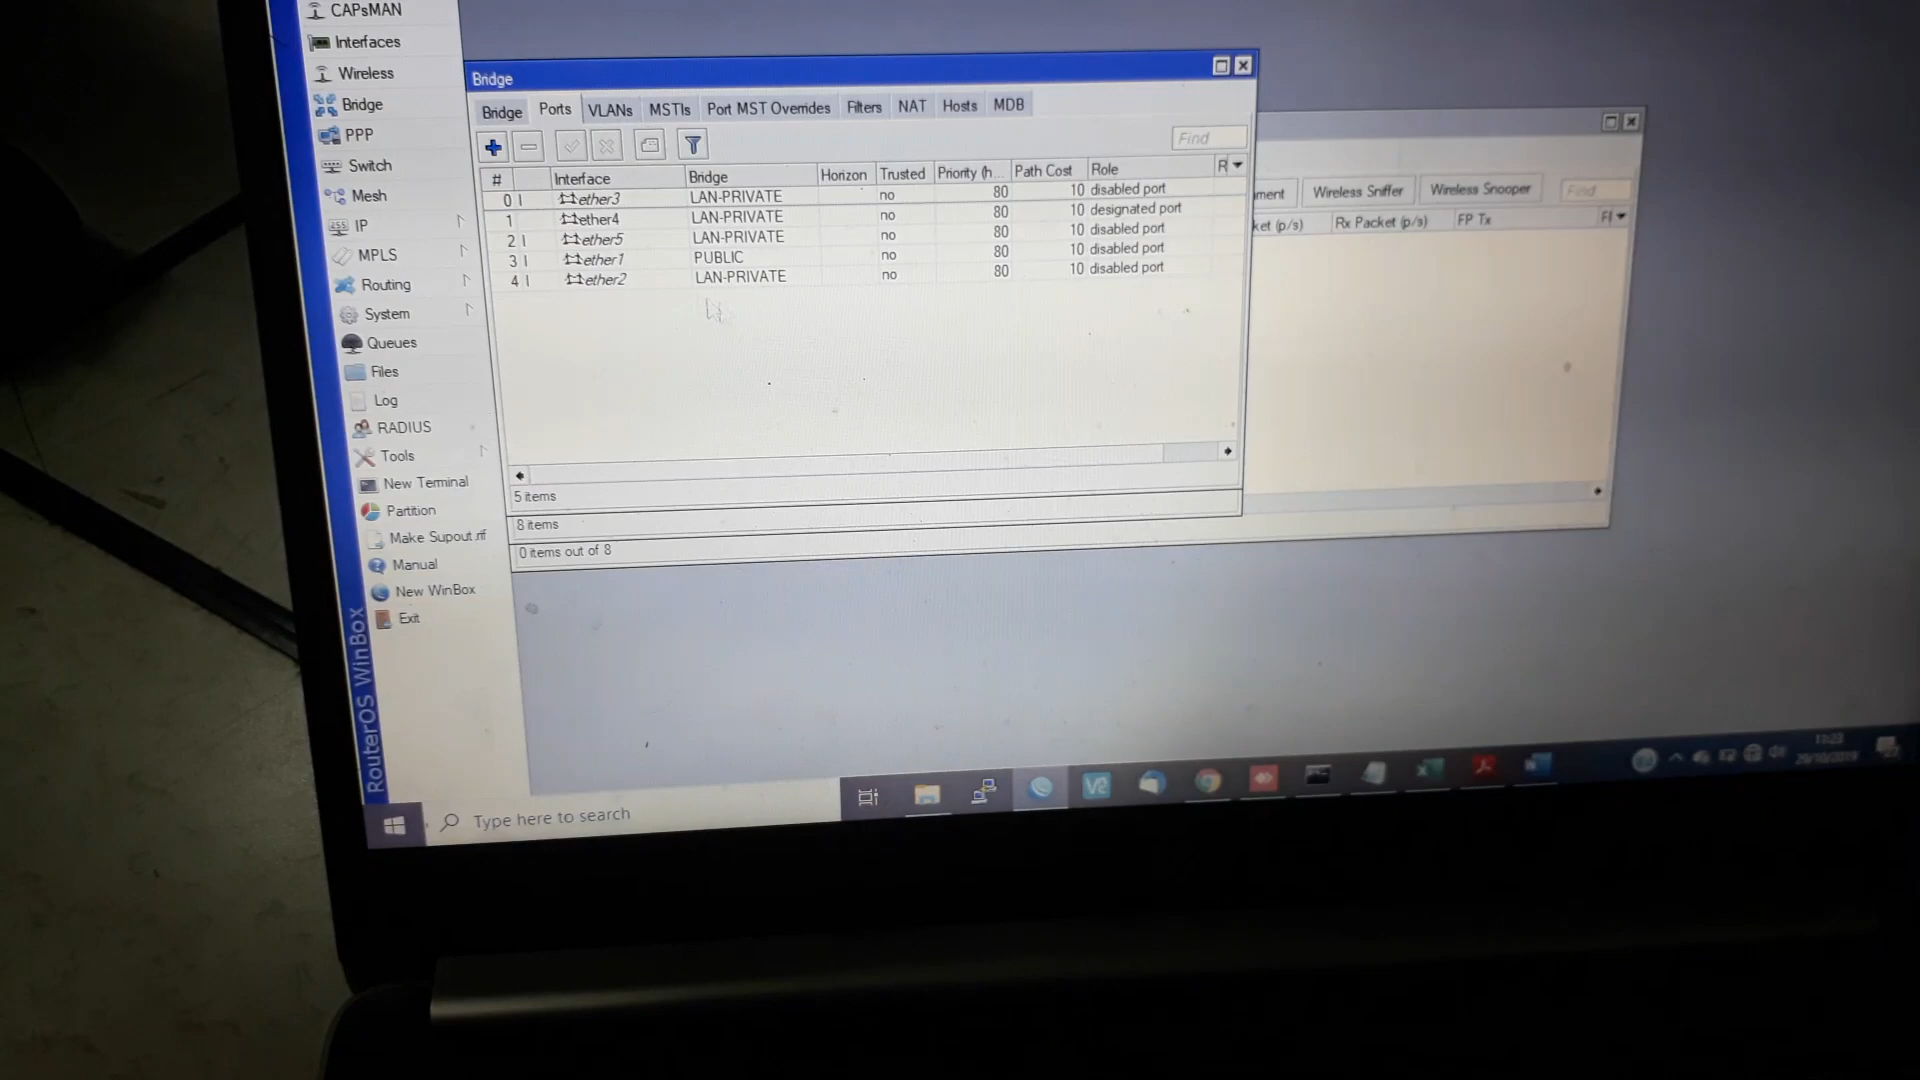 CAPsMAN
Interfaces
Wireless
Bridge
PPP
Switch
Mesh
IP
MPLS
Routing
System
Queues
Files
Log
RADIUS
Tools
New Terminal
Partition
Make Supout.rif
Manual
New WinBox
Exit
RouterOS WinBox
Bridge
Bridge Ports VLANs MSTIs Port MST Overrides Filters NAT Hosts MDB
Find
# Interface Bridge Horizon Trusted Priority (h... Path Cost Role R
0 I ether3 LAN-PRIVATE no 80 10 disabled port
1 ether4 LAN-PRIVATE no 80 10 designated port
2 I ether5 LAN-PRIVATE no 80 10 disabled port
3 I ether1 PUBLIC no 80 10 disabled port
4 I ether2 LAN-PRIVATE no 80 10 disabled port
5 items
8 items
0 items out of 8
ment Wireless Sniffer Wireless Snooper Find
ket (p/s) Rx Packet (p/s) FP Tx F
Type here to search
V2
11:23